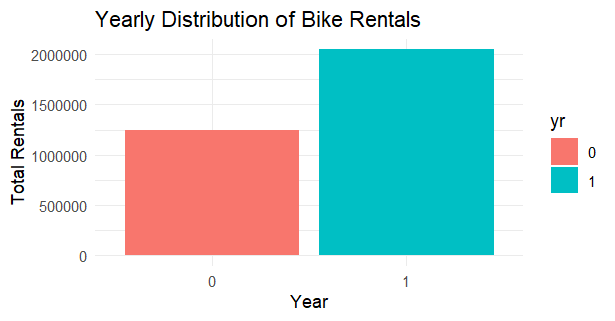 Yearly Distribution of Bike Rentals
Total Rentals
2000000
1500000
1000000
500000
0
0 1
Year
yr
0
1